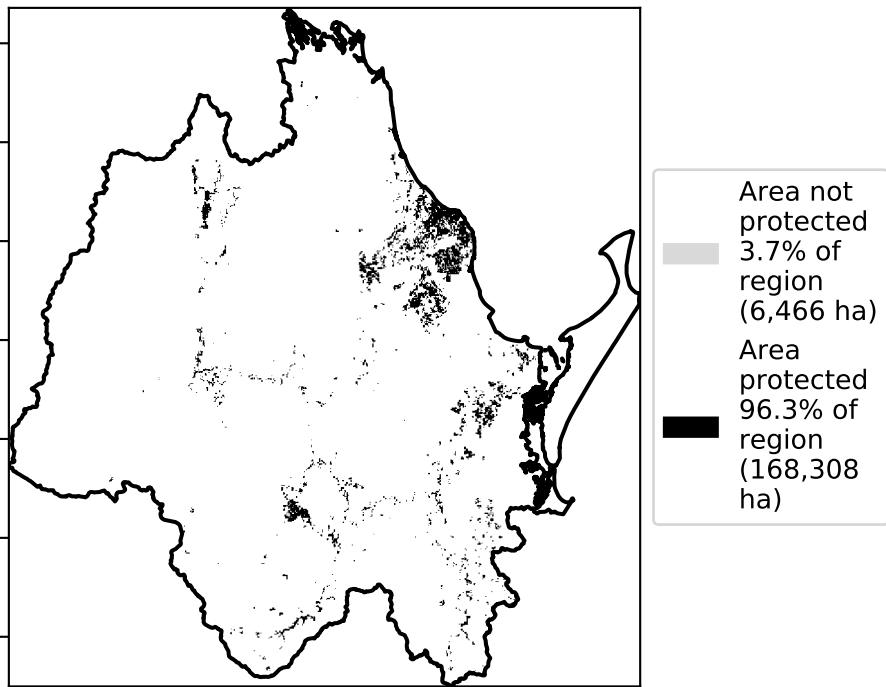 Area not
protected
3.7% of
region
(6,466 ha)
Area
protected
96.3% of
region
(168,308
ha)